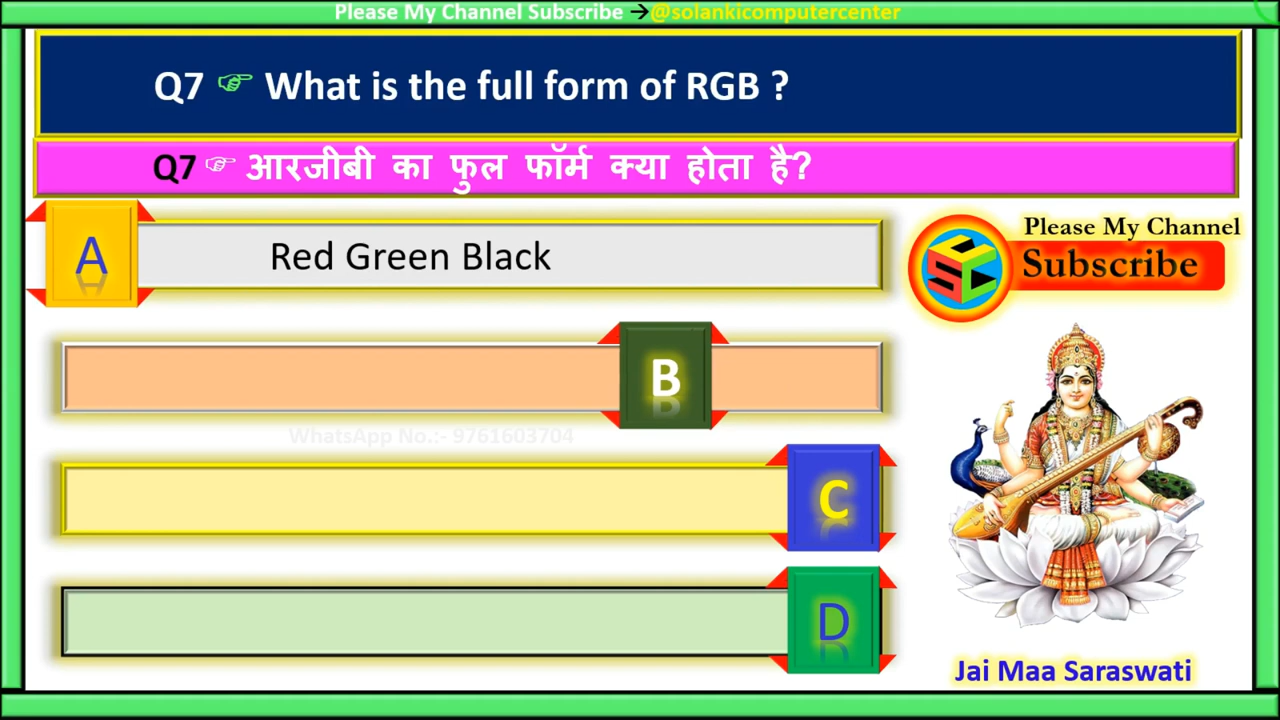 Please My Channel Subscribe →@solankicomputercenter
Q7 ☞ What is the full form of RGB ?
Q7 ☞ आरजीबी का फुल फॉर्म क्या होता है?
A Red Green Black
B
C
D
WhatsApp No.:- 9761603704
SCC
Please My Channel
Subscribe
Jai Maa Saraswati